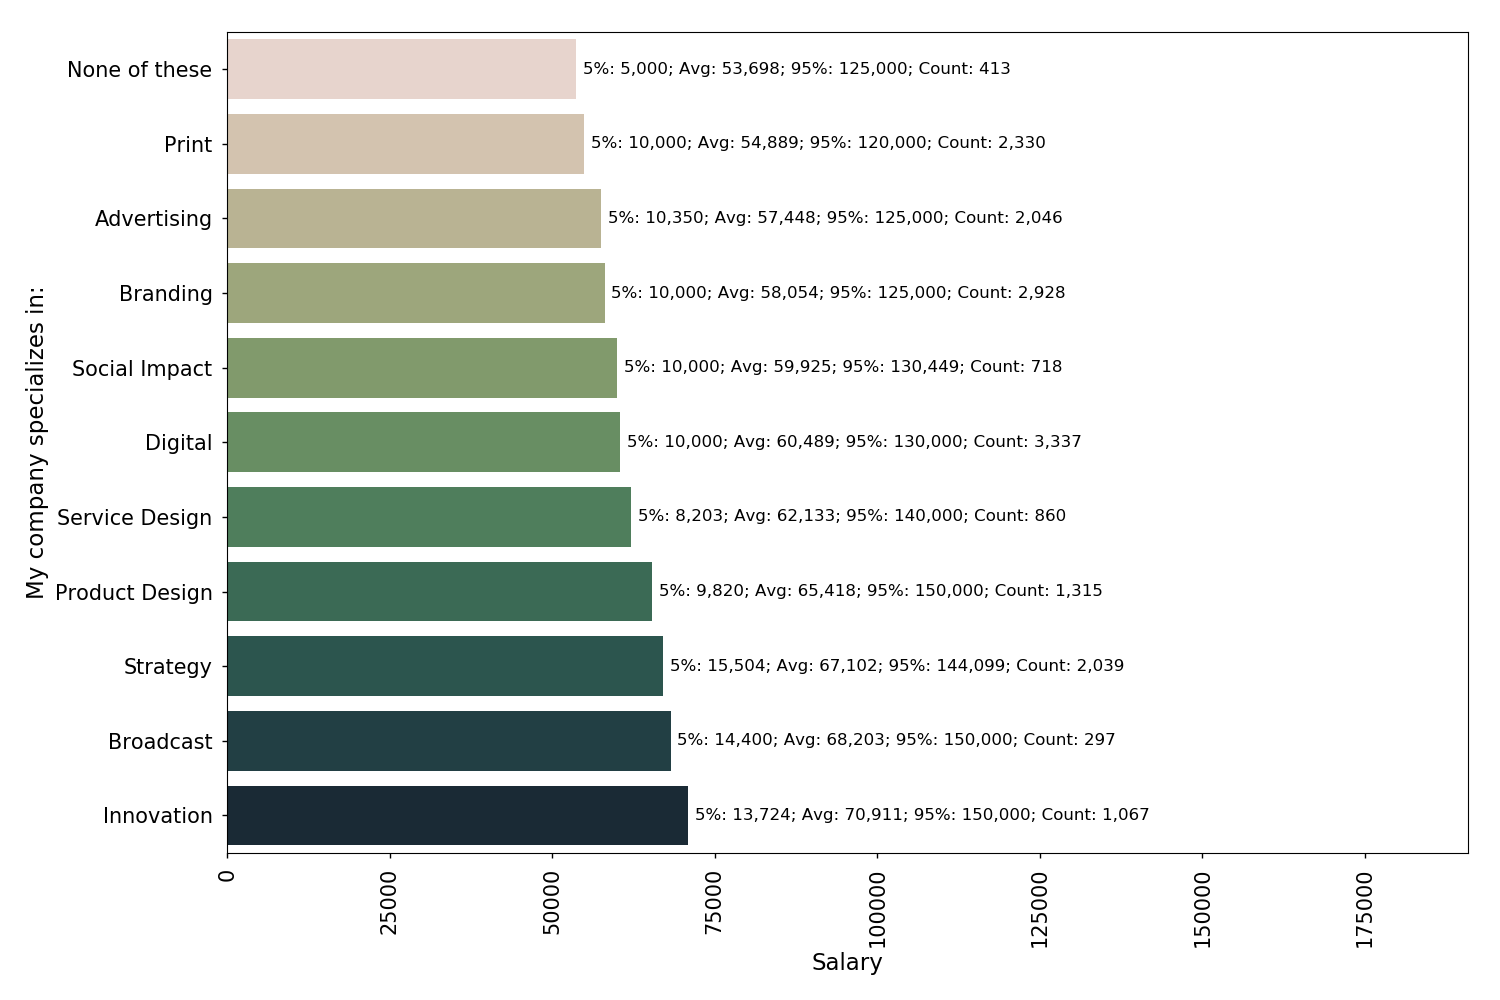 My company specializes in:
None of these
5%: 5,000; Avg: 53,698; 95%: 125,000; Count: 413
Print
5%: 10,000; Avg: 54,889; 95%: 120,000; Count: 2,330
Advertising
5%: 10,350; Avg: 57,448; 95%: 125,000; Count: 2,046
Branding
5%: 10,000; Avg: 58,054; 95%: 125,000; Count: 2,928
Social Impact
5%: 10,000; Avg: 59,925; 95%: 130,449; Count: 718
Digital
5%: 10,000; Avg: 60,489; 95%: 130,000; Count: 3,337
Service Design
5%: 8,203; Avg: 62,133; 95%: 140,000; Count: 860
Product Design
5%: 9,820; Avg: 65,418; 95%: 150,000; Count: 1,315
Strategy
5%: 15,504; Avg: 67,102; 95%: 144,099; Count: 2,039
Broadcast
5%: 14,400; Avg: 68,203; 95%: 150,000; Count: 297
Innovation
5%: 13,724; Avg: 70,911; 95%: 150,000; Count: 1,067
0
25000
50000
75000
100000
125000
150000
175000
Salary